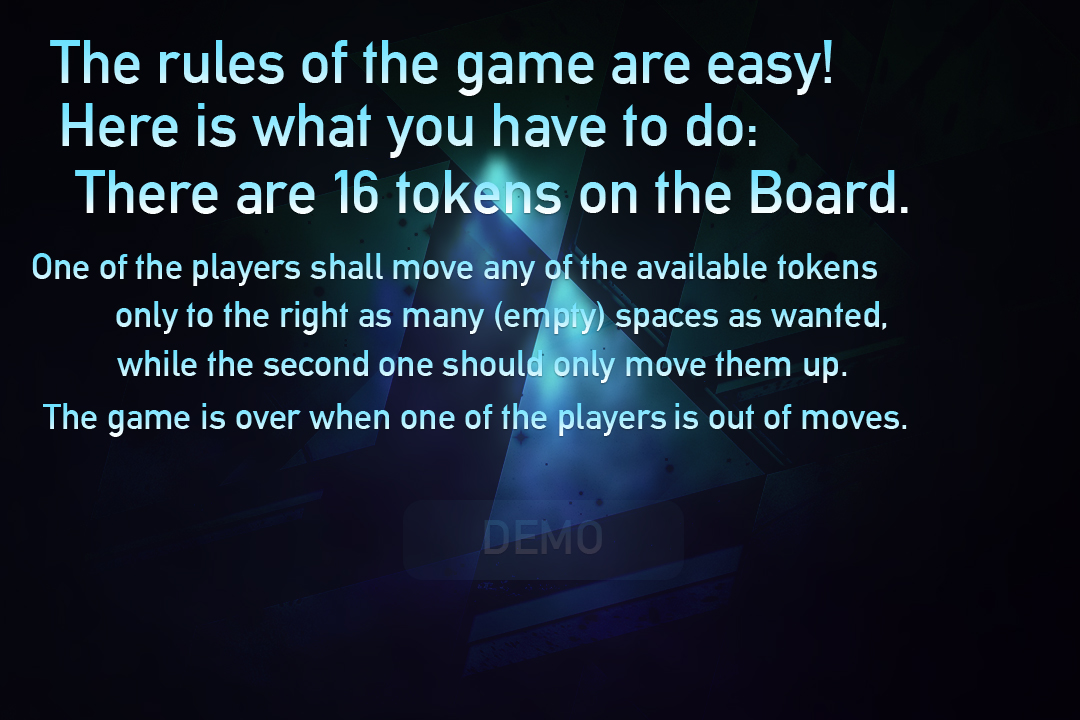 The rules of the game are easy!
Here is what you have to do:
There are 16 tokens on the Board.
One of the players shall move any of the available tokens
only to the right as many (empty) spaces as wanted,
while the second one should only move them up.
The game is over when one of the players is out of moves.
DEMO